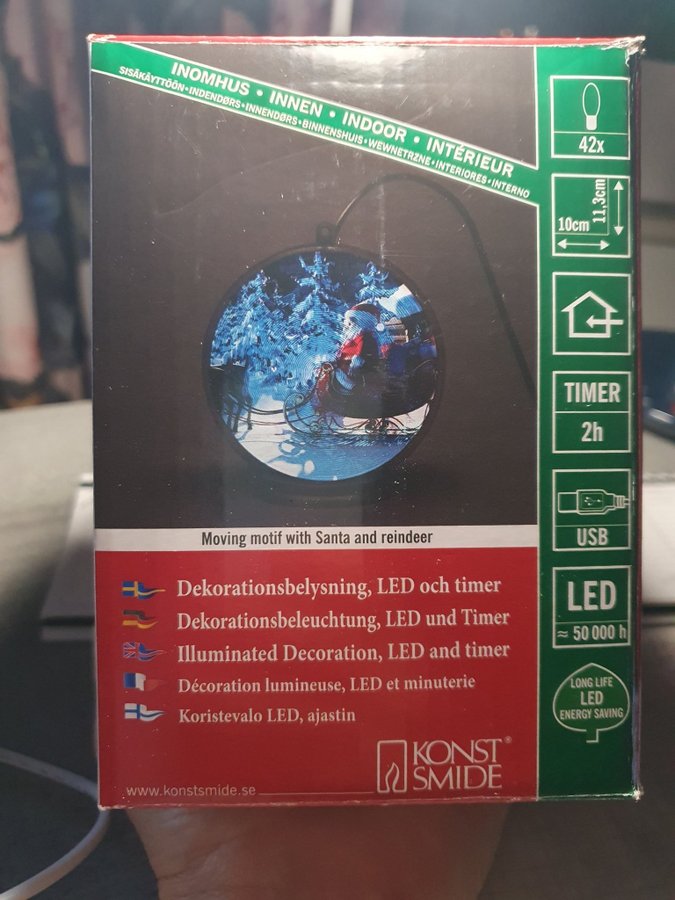 INOMHUS • INNEN • INDOOR • INTÉRIEUR
SISÄKÄYTTÖÖN•INDENDØRS•INNENDØRS•BINNENSHUIS•WEWNETRZNE•INTERIORES•INTERNO
42x
10cm
11,3cm
TIMER
2h
USB
LED
≈ 50 000 h
LONG LIFE
LED
ENERGY SAVING
Moving motif with Santa and reindeer
Dekorationsbelysning, LED och timer
Dekorationsbeleuchtung, LED und Timer
Illuminated Decoration, LED and timer
Décoration lumineuse, LED et minuterie
Koristevalo LED, ajastin
KONST®
SMIDE
www.konstsmide.se